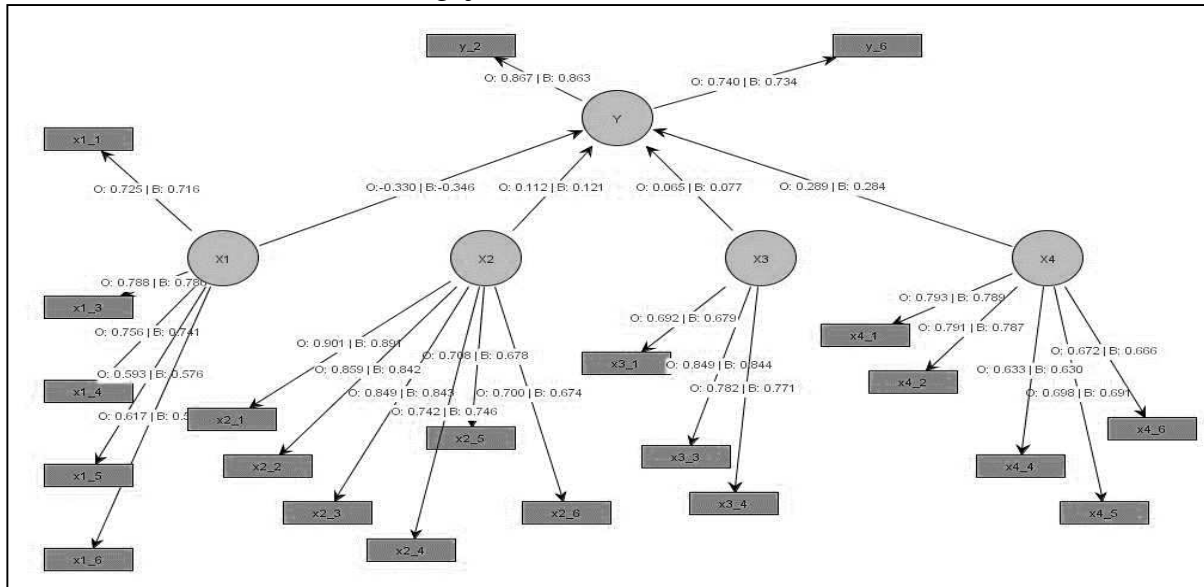 y_2
y_6
O: 0.867 | B: 0.863
O: 0.740 | B: 0.734
Y
x1_1
O: 0.725 | B: 0.716
O:-0.330 | B:-0.346
O: 0.112 | B: 0.121
O: 0.065 | B: 0.077
O: 0.289 | B: 0.284
X1
X2
X3
X4
O: 0.788 | B: 0.780
x1_3
O: 0.756 | B: 0.741
O: 0.593 | B: 0.576
x1_4
O: 0.617 | B:
x1_5
x1_6
O: 0.901 | B: 0.891
O: 0.708 | B: 0.678
O: 0.859 | B: 0.842
O: 0.849 | B: 0.843
O: 0.700 | B: 0.674
O: 0.742 | B: 0.746
x2_1
x2_5
x2_2
x2_3
x2_6
x2_4
O: 0.692 | B: 0.679
x3_1
O: 0.849 | B: 0.844
O: 0.782 | B: 0.771
x3_3
x3_4
O: 0.793 | B: 0.789
x4_1
O: 0.791 | B: 0.787
O: 0.672 | B: 0.666
x4_2
O: 0.633 | B: 0.630
O: 0.698 | B: 0.691
x4_6
x4_4
x4_5